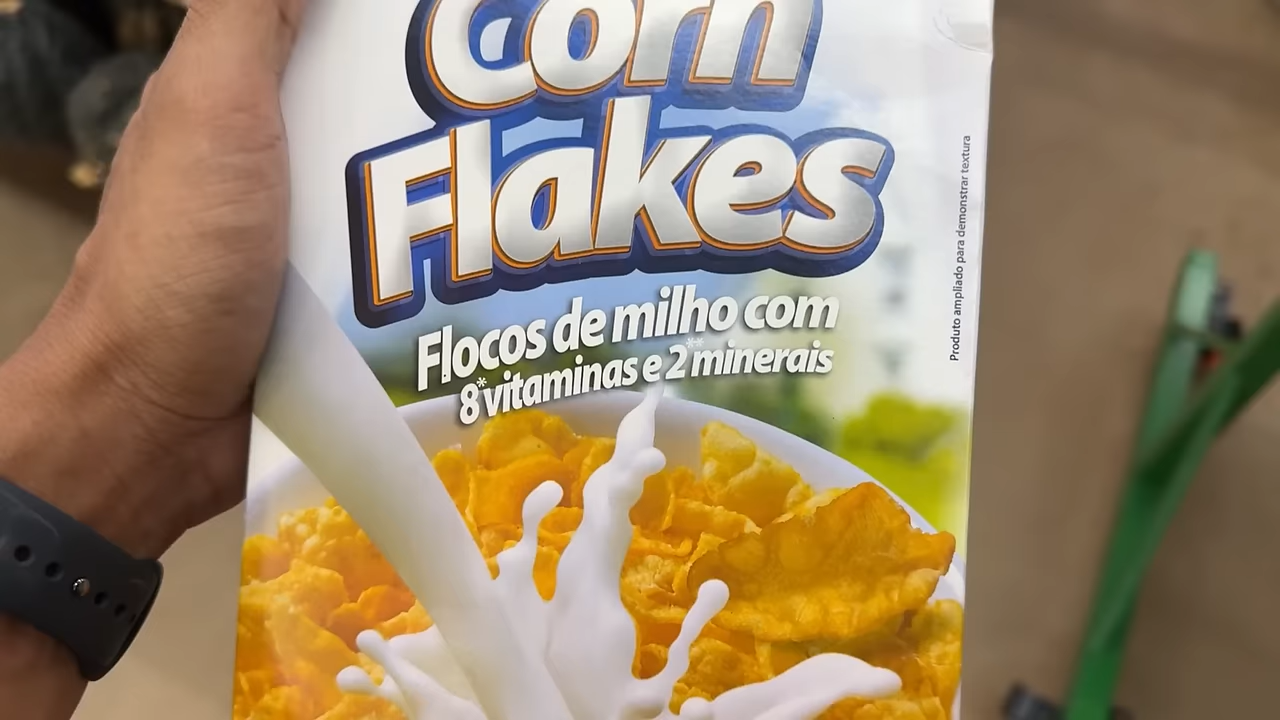 Corn
Flakes
Flocos de milho com
8* vitaminas e 2** minerais
Produto ampliado para demonstrar textura